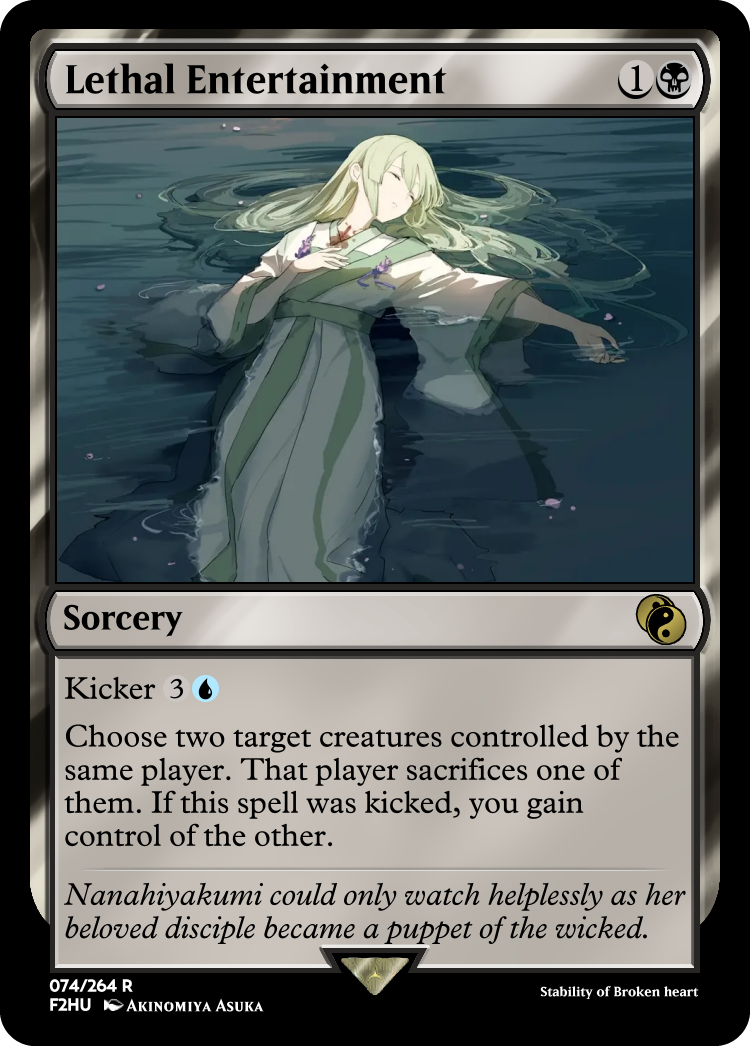 Lethal Entertainment 1
Sorcery
Kicker 3
Choose two target creatures controlled by the
same player. That player sacrifices one of
them. If this spell was kicked, you gain
control of the other.
Nanahiyakumi could only watch helplessly as her
beloved disciple became a puppet of the wicked.
074/264 R
F2HU AKINOMIYA ASUKA
Stability of Broken heart